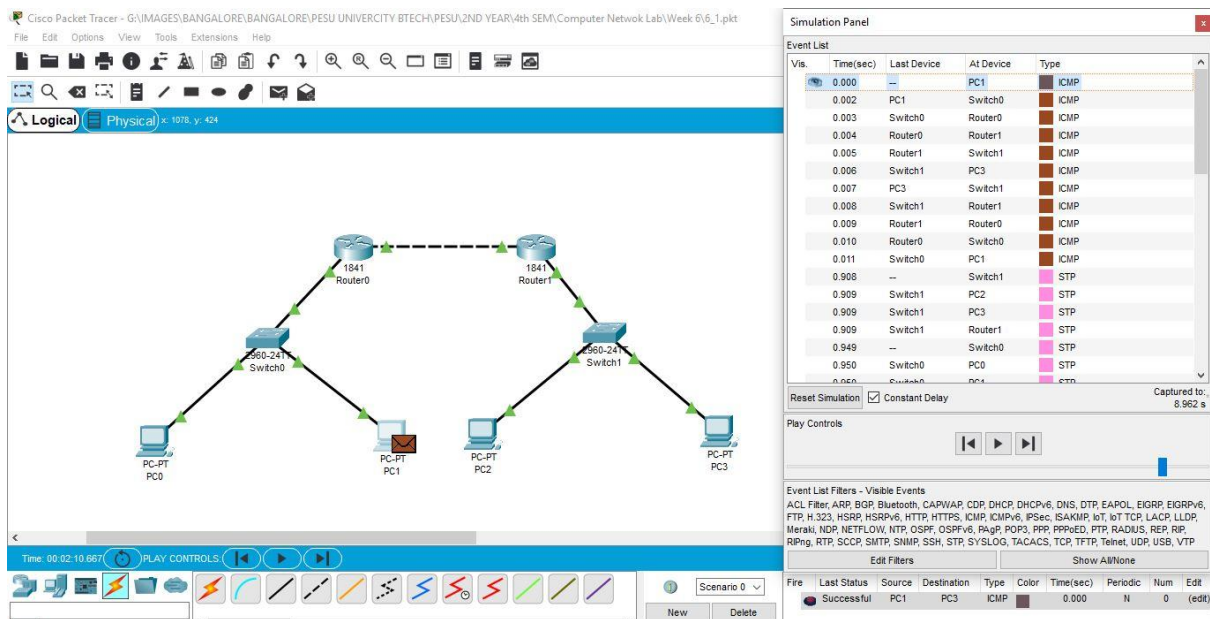 Cisco Packet Tracer - G:\IMAGES\BANGALORE\BANGALORE\PESU UNIVERCITY BTECH\PESU\2ND YEAR\4th SEM\Computer Netwok Lab\Week 6\6_1.pkt
File Edit Options View Tools Extensions Help
Logical Physical x: 1078, y: 424
1841
Router0
1841
Router1
2960-24TT
Switch0
2960-24TT
Switch1
PC-PT
PC0
PC-PT
PC1
PC-PT
PC2
PC-PT
PC3
Time: 00:02:10.667 PLAY CONTROLS:
Scenario 0
New Delete
Simulation Panel
Event List
Vis. Time(sec) Last Device At Device Type
0.000 -- PC1 ICMP
0.002 PC1 Switch0 ICMP
0.003 Switch0 Router0 ICMP
0.004 Router0 Router1 ICMP
0.005 Router1 Switch1 ICMP
0.006 Switch1 PC3 ICMP
0.007 PC3 Switch1 ICMP
0.008 Switch1 Router1 ICMP
0.009 Router1 Router0 ICMP
0.010 Router0 Switch0 ICMP
0.011 Switch0 PC1 ICMP
0.908 -- Switch1 STP
0.909 Switch1 PC2 STP
0.909 Switch1 PC3 STP
0.909 Switch1 Router1 STP
0.949 -- Switch0 STP
0.950 Switch0 PC0 STP
0.950 Switch0 PC1 STP
Reset Simulation Constant Delay
Captured to:
8.962 s
Play Controls
Event List Filters - Visible Events
ACL Filter, ARP, BGP, Bluetooth, CAPWAP, CDP, DHCP, DHCPv6, DNS, DTP, EAPOL, EIGRP, EIGRPv6,
FTP, H.323, HSRP, HSRPv6, HTTP, HTTPS, ICMP, ICMPv6, IPSec, ISAKMP, IoT, IoT TCP, LACP, LLDP,
Meraki, NDP, NETFLOW, NTP, OSPF, OSPFv6, PAgP, POP3, PPP, PPPoED, PTP, RADIUS, REP, RIP,
RIPng, RTP, SCCP, SMTP, SNMP, SSH, STP, SYSLOG, TACACS, TCP, TFTP, Telnet, UDP, USB, VTP
Edit Filters Show All/None
Fire Last Status Source Destination Type Color Time(sec) Periodic Num Edit
Successful PC1 PC3 ICMP 0.000 N 0 (edit)